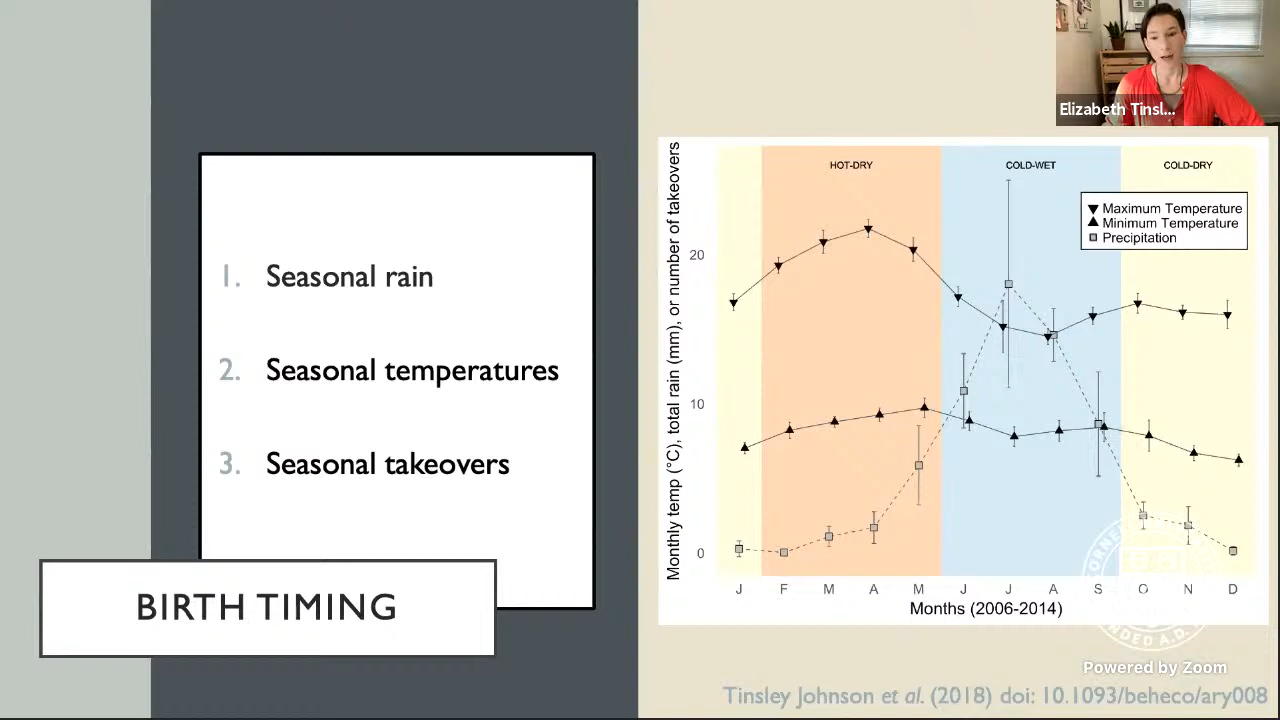 Elizabeth Tinsl...
1. Seasonal rain
2. Seasonal temperatures
3. Seasonal takeovers
BIRTH TIMING
Monthly temp (°C), total rain (mm), or number of takeovers
HOT-DRY
COLD-WET
COLD-DRY
Maximum Temperature
Minimum Temperature
Precipitation
20
10
0
J F M A M J J A S O N D
Months (2006-2014)
Powered by Zoom
Tinsley Johnson et al. (2018) doi: 10.1093/beheco/ary008